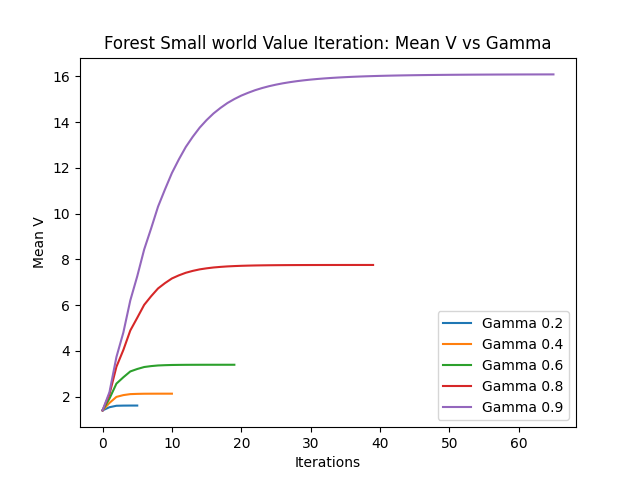 Forest Small world Value Iteration: Mean V vs Gamma
Mean V
16
14
12
10
8
6
4
2
0 10 20 30 40 50 60
Iterations
Gamma 0.2
Gamma 0.4
Gamma 0.6
Gamma 0.8
Gamma 0.9